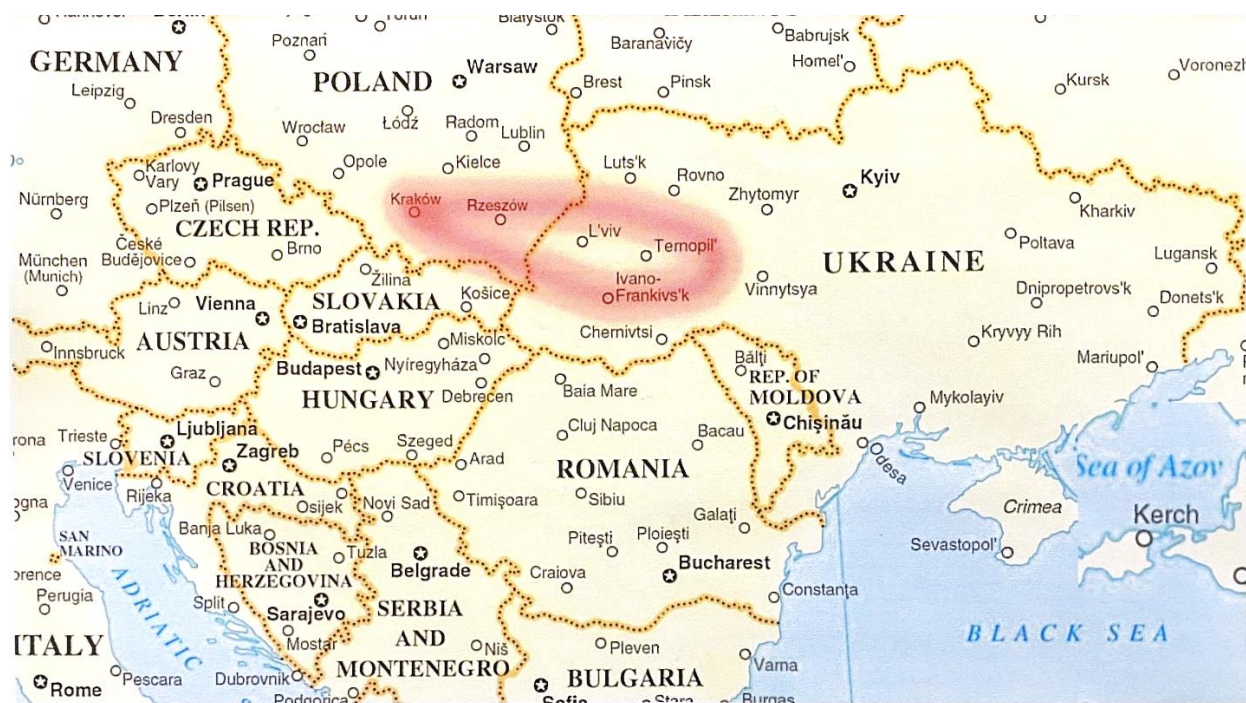 Białystok
Poznań
Baranavičy
Babrujsk
GERMANY
POLAND
Warsaw
Homel'
Leipzig
Brest
Pinsk
Kursk
Dresden
Wrocław
Łódź
Radom
Lublin
Karlovy
Vary
Prague
Opole
Kielce
Luts'k
Rovno
Zhytomyr
Kyiv
Nürnberg
Plzeň (Pilsen)
Kraków
Rzeszów
Kharkiv
CZECH REP.
L'viv
Ternopil'
Poltava
České
Budějovice
Brno
München
(Munich)
Žilina
Ivano-
Frankivs'k
UKRAINE
Lugansk
Vinnytsya
Dnipropetrovs'k
Donets'k
Linz
Vienna
SLOVAKIA
Košice
Bratislava
Chernivtsi
Kryvyy Rih
Innsbruck
AUSTRIA
Miskolc
Graz
Budapest
Nyíregyháza
Bălţi
Mariupol'
HUNGARY
Debrecen
Baia Mare
REP. OF
MOLDOVA
Mykolayiv
Chişinău
Trieste
Ljubljana
Pécs
Szeged
Cluj Napoca
Bacau
SLOVENIA
Zagreb
Arad
ROMANIA
Odesa
Sea of Azov
Venice
Rijeka
CROATIA
Osijek
Novi Sad
Timişoara
Sibiu
Crimea
Kerch
SAN
MARINO
Banja Luka
BOSNIA
AND
HERZEGOVINA
Tuzla
Galaţi
Piteşti
Ploieşti
Sevastopol'
Belgrade
Bucharest
Craiova
Constanţa
Perugia
ADRIATIC
Split
Sarajevo
Mostar
SERBIA
AND
MONTENEGRO
Niš
Pleven
BLACK SEA
ITALY
Varna
Rome
Pescara
Dubrovnik
BULGARIA
Podgorica
Sofia
Stara
Burgas